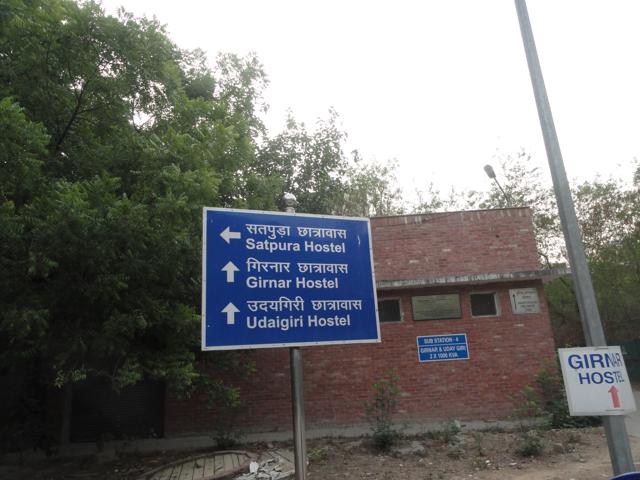 सतपुड़ा छात्रावास
Satpura Hostel
गिरनार छात्रावास
Girnar Hostel
उदयगिरी छात्रावास
Udaigiri Hostel
SUB STATION - 4
GIRNAR & UDAY GIRI
2 X 1000 KVA
GIRNAR
HOSTEL